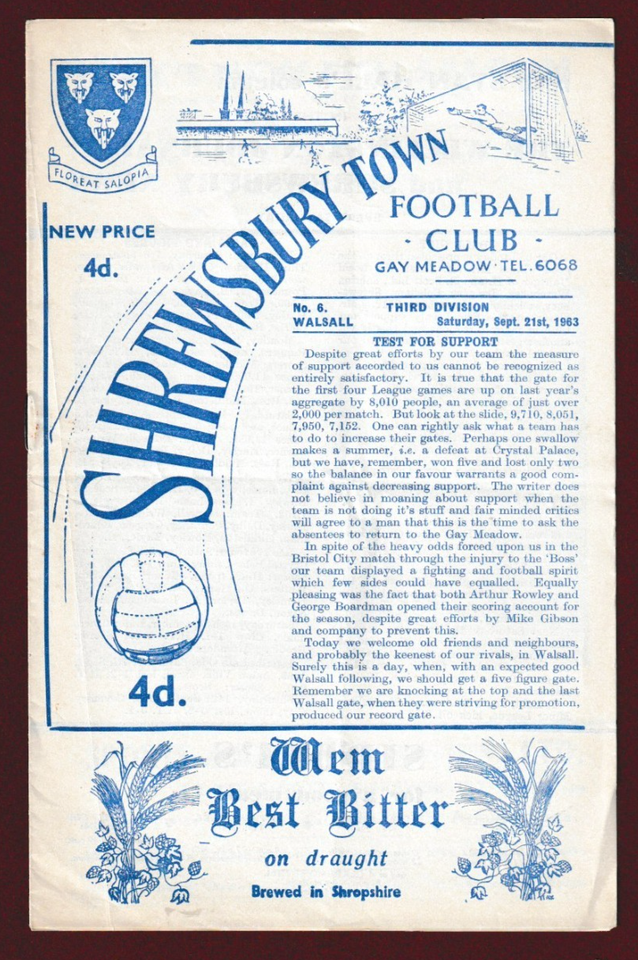 FLOREAT SALOPIA
SHREWSBURY TOWN
FOOTBALL
· CLUB ·
GAY MEADOW · TEL. 6068
NEW PRICE
4d.
No. 6. THIRD DIVISION
WALSALL Saturday, Sept. 21st, 1963
TEST FOR SUPPORT
Despite great efforts by our team the measure
of support accorded to us cannot be recognized as
entirely satisfactory. It is true that the gate for
the first four League games are up on last year's
aggregate by 8,010 people, an average of just over
2,000 per match. But look at the slide, 9,710, 8,051,
7,950, 7,152. One can rightly ask what a team has
to do to increase their gates. Perhaps one swallow
makes a summer, i.e. a defeat at Crystal Palace,
but we have, remember, won five and lost only two
so the balance in our favour warrants a good com-
plaint against decreasing support. The writer does
not believe in moaning about support when the
team is not doing it's stuff and fair minded critics
will agree to a man that this is the time to ask the
absentees to return to the Gay Meadow.
In spite of the heavy odds forced upon us in the
Bristol City match through the injury to the 'Boss'
our team displayed a fighting and football spirit
which few sides could have equalled. Equally
pleasing was the fact that both Arthur Rowley and
George Boardman opened their scoring account for
the season, despite great efforts by Mike Gibson
and company to prevent this.
Today we welcome old friends and neighbours,
and probably the keenest of our rivals, in Walsall.
Surely this is a day, when, with an expected good
Walsall following, we should get a five figure gate.
Remember we are knocking at the top and the last
Walsall gate, when they were striving for promotion,
produced our record gate.
4d.
Wem
Best Bitter
on draught
Brewed in Shropshire